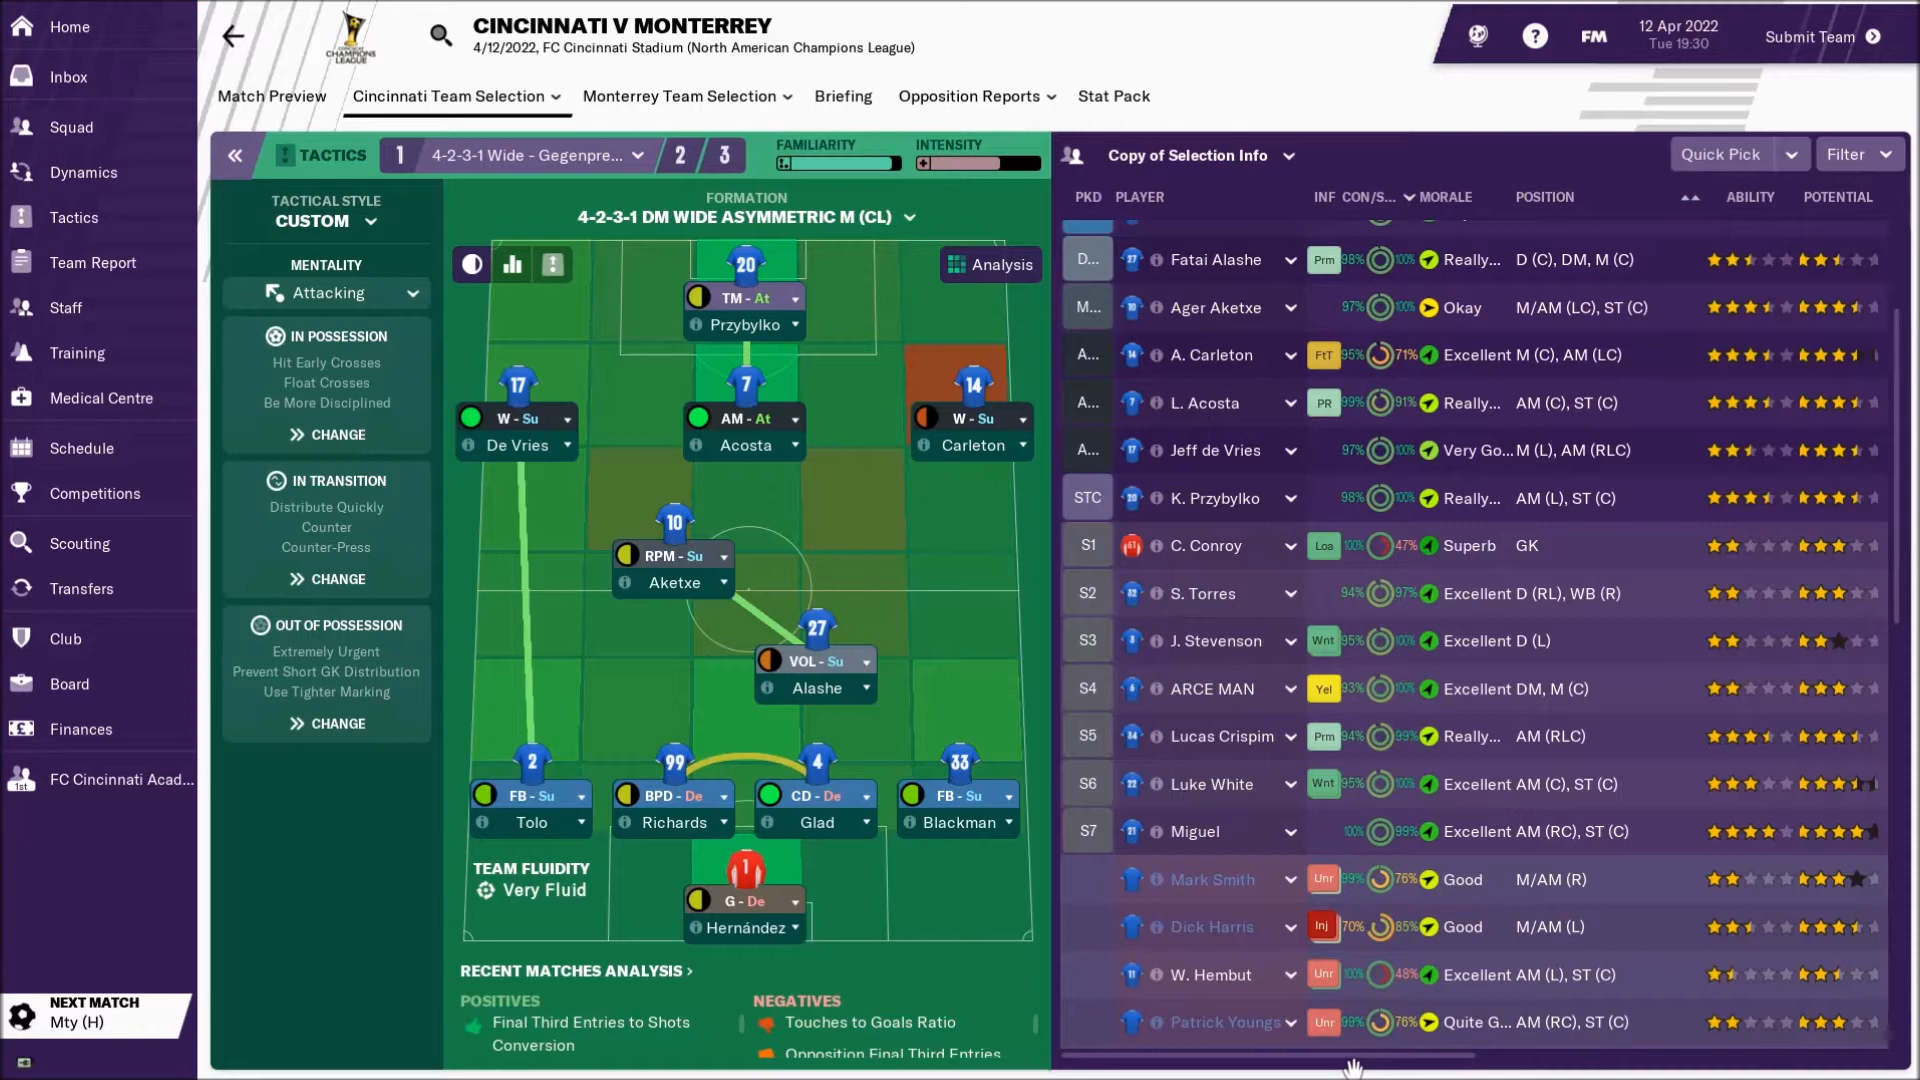 Home
Inbox
Squad
Dynamics
Tactics
Team Report
Staff
Training
Medical Centre
Schedule
Competitions
Scouting
Transfers
Club
Board
Finances
1st FC Cincinnati Acad...
NEXT MATCH
Mty (H)
CONCACAF CHAMPIONS LEAGUE
CINCINNATI V MONTERREY
4/12/2022, FC Cincinnati Stadium (North American Champions League)
? FM
12 Apr 2022
Tue 19:30
Submit Team
Match Preview Cincinnati Team Selection Monterrey Team Selection Briefing Opposition Reports Stat Pack
TACTICS 1 4-2-3-1 Wide - Gegenpre... 2 3
FAMILIARITY
INTENSITY
TACTICAL STYLE
CUSTOM
MENTALITY
Attacking
IN POSSESSION
Hit Early Crosses
Float Crosses
Be More Disciplined
CHANGE
IN TRANSITION
Distribute Quickly
Counter
Counter-Press
CHANGE
OUT OF POSSESSION
Extremely Urgent
Prevent Short GK Distribution
Use Tighter Marking
CHANGE
FORMATION
4-2-3-1 DM WIDE ASYMMETRIC M (CL)
Analysis
20
TM - At
Przybylko
17
W - Su
De Vries
7
AM - At
Acosta
14
W - Su
Carleton
10
RPM - Su
Aketxe
27
VOL - Su
Alashe
2
FB - Su
Tolo
99
BPD - De
Richards
4
CD - De
Glad
33
FB - Su
Blackman
1
G - De
Hernández
TEAM FLUIDITY
Very Fluid
RECENT MATCHES ANALYSIS
POSITIVES
Final Third Entries to Shots
Conversion
NEGATIVES
Touches to Goals Ratio
Opposition Final Third Entries
Copy of Selection Info
Quick Pick
Filter
PKD PLAYER INF CON/S... MORALE POSITION ABILITY POTENTIAL
D... 27 Fatai Alashe Prm 98% 100% Really... D (C), DM, M (C)
M... 10 Ager Aketxe 97% 100% Okay M/AM (LC), ST (C)
A... 14 A. Carleton FtT 95% 71% Excellent M (C), AM (LC)
A... 7 L. Acosta PR 99% 91% Really... AM (C), ST (C)
A... 17 Jeff de Vries 97% 100% Very Go... M (L), AM (RLC)
STC 20 K. Przybylko 98% 100% Really... AM (L), ST (C)
S1 C. Conroy Loa 100% 47% Superb GK
S2 S. Torres 94% 97% Excellent D (RL), WB (R)
S3 J. Stevenson Wnt 95% 100% Excellent D (L)
S4 ARCE MAN Yel 93% 100% Excellent DM, M (C)
S5 Lucas Crispim Prm 94% 99% Really... AM (RLC)
S6 22 Luke White Wnt 95% 100% Excellent AM (C), ST (C)
S7 21 Miguel 100% 99% Excellent AM (RC), ST (C)
Mark Smith Unr 99% 76% Good M/AM (R)
Dick Harris Inj 70% 85% Good M/AM (L)
11 W. Hembut Unr 100% 48% Excellent AM (L), ST (C)
Patrick Youngs Unr 99% 76% Quite G... AM (RC), ST (C)